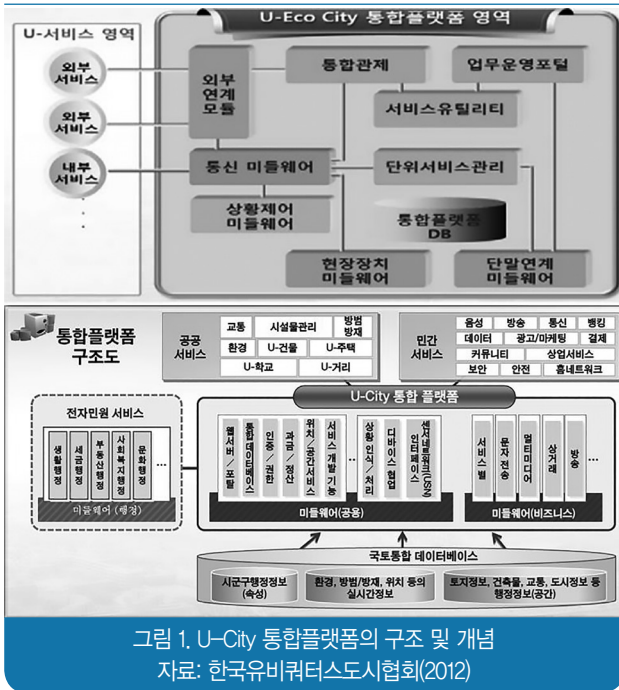 U-Eco City 통합플랫폼 영역
U-서비스 영역
외부
서비스
외부
서비스
내부
서비스
외부
연계
모듈
통합관제
업무운영포털
서비스유틸리티
통신 미들웨어
단위서비스관리
상황제어
미들웨어
통합플랫폼
DB
현장장치
미들웨어
단말연계
미들웨어
통합플랫폼
구조도
공공
서비스
교통 시설물관리 방범
방재
환경 U-건물 U-주택
U-학교 U-거리
민간
서비스
음성 방송 통신 뱅킹
데이터 광고/마케팅 결제
커뮤니티 상업서비스
보안 안전 홈네트워크
U-City 통합 플랫폼
전자민원 서비스
생활행정
세금행정
부동산행정
사회복지행정
문화행정
...
미들웨어 (행정)
웹서버/포탈
통합데이터베이스
인증/권한
과금/정산
위치/공간서비스
서비스 개발 기능
...
상황 인식/처리
디바이스 협업
센서네트워크(USN)
인터페이스
미들웨어(공용)
서비스별
문자전송
멀티미디어
상거래
방송
...
미들웨어(비즈니스)
국토통합 데이터베이스
시군구행정정보
(속성)
환경, 방범/방재, 위치 등의
실시간정보
토지정보, 건축물, 교통, 도시정보 등
행정정보(공간)
그림 1. U-City 통합플랫폼의 구조 및 개념
자료: 한국유비쿼터스도시협회(2012)